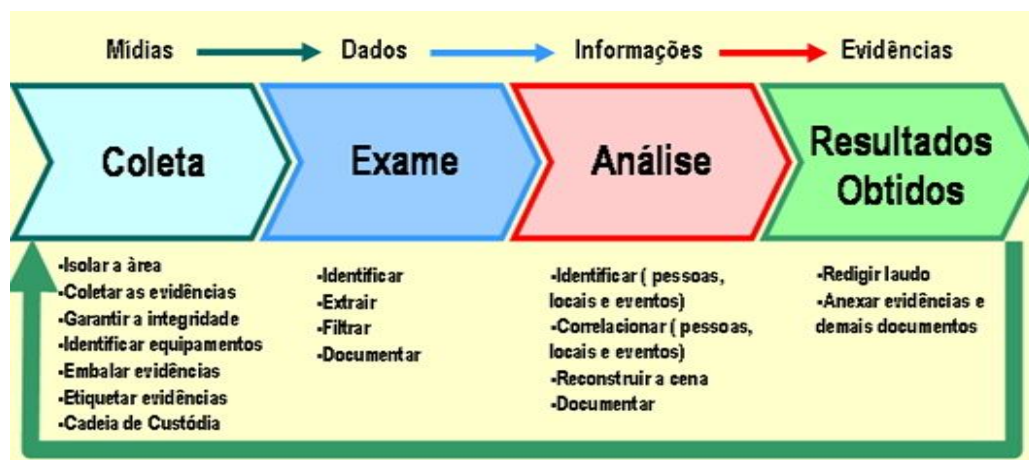 Mídias Dados Informações Evidências
Coleta
Exame
Análise
Resultados
Obtidos
-Isolar a àrea
-Coletar as evidências
-Garantir a integridade
-Identificar equipamentos
-Embalar evidências
-Etiquetar evidências
-Cadeia de Custódia
-Identificar
-Extrair
-Filtrar
-Documentar
-Identificar ( pessoas,
locais e eventos)
-Correlacionar ( pessoas,
locais e eventos)
-Reconstruir a cena
-Documentar
-Redigir laudo
-Anexar evidências e
demais documentos